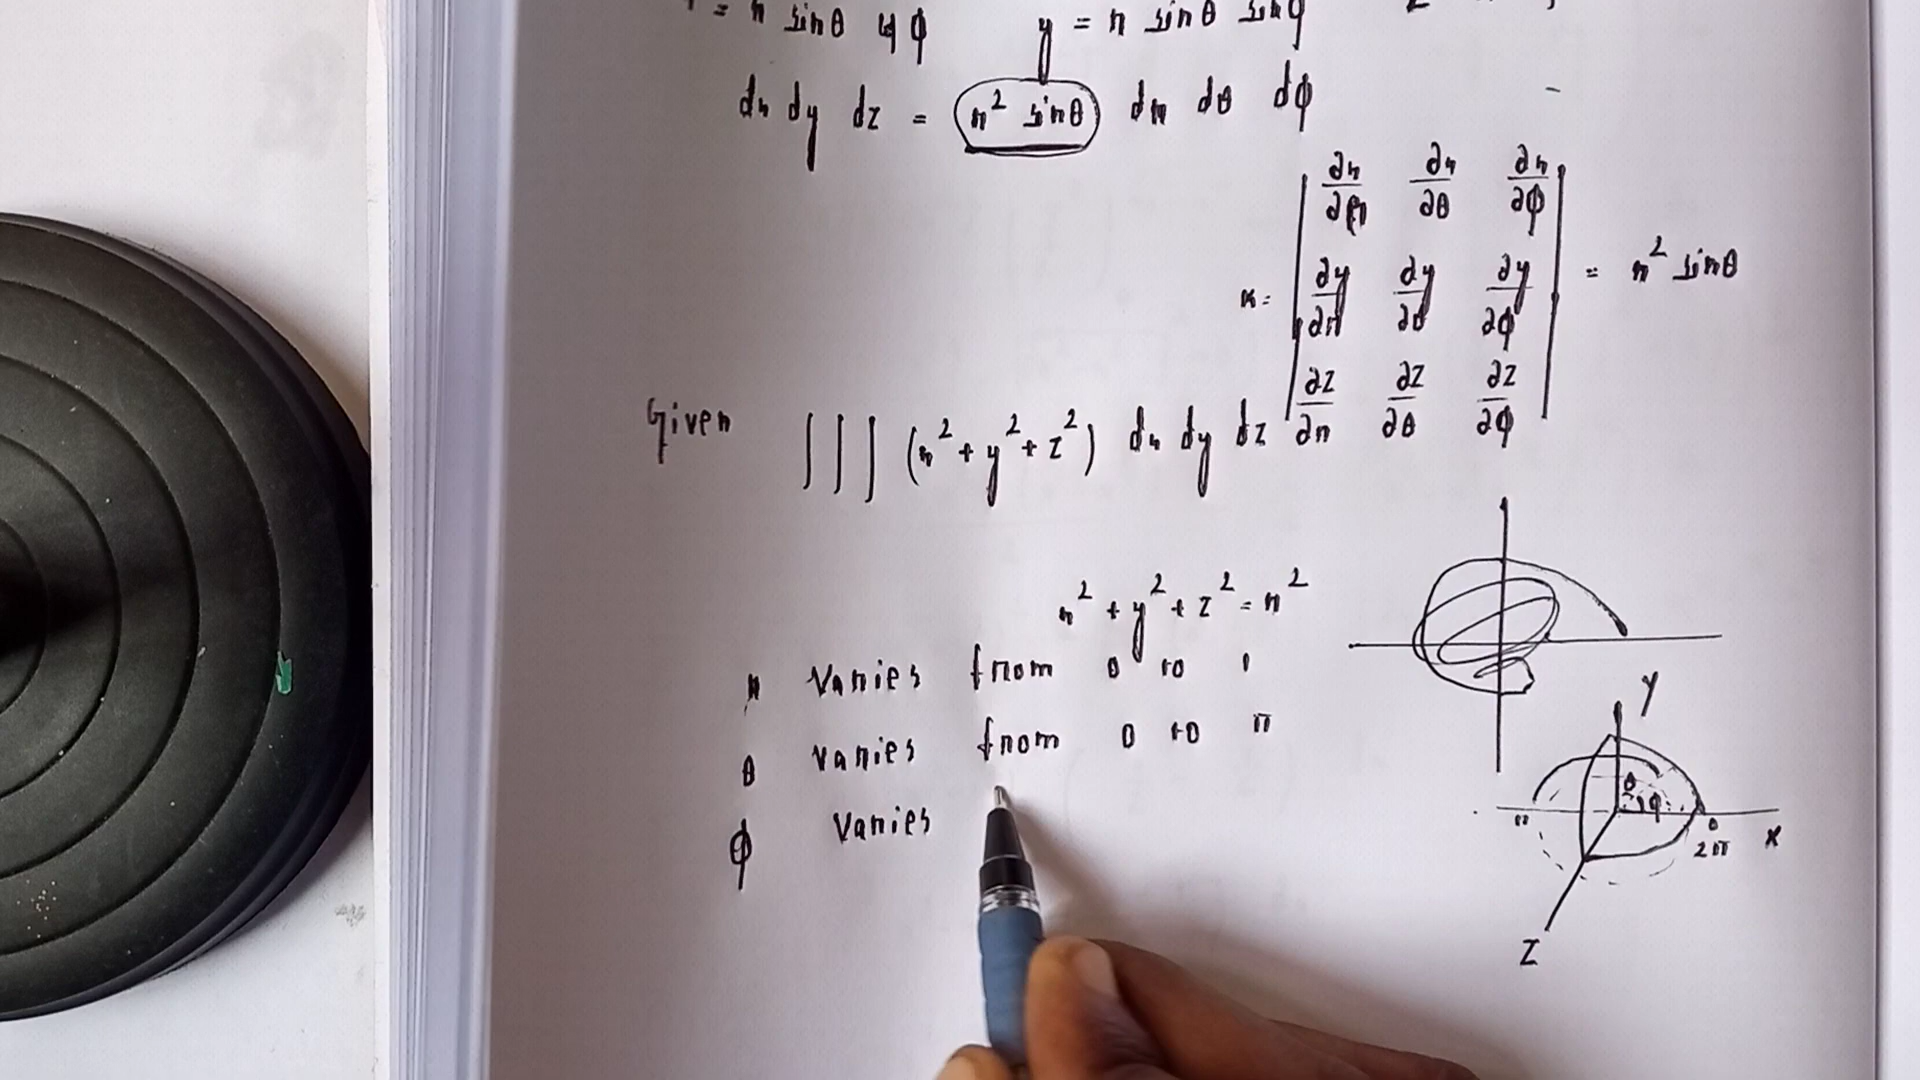 = r sinθ cos φ y = r sinθ sinφ
dx dy dz = r² sinθ dr dθ dφ
∂x/∂r ∂x/∂θ ∂x/∂φ
∂y/∂r ∂y/∂θ ∂y/∂φ = r² sinθ
∂z/∂r ∂z/∂θ ∂z/∂φ
Given ∫∫∫ (x² + y² + z²) dx dy dz
x² + y² + z² = r²
r Varies from 0 to 1
θ varies from 0 to π
φ Varies
Y
θ φ
π 0
2π X
Z